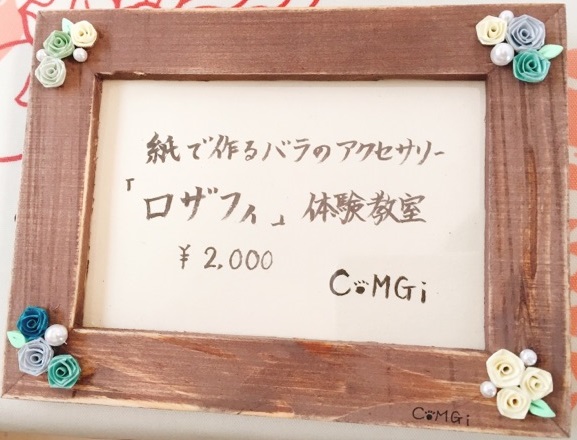 紙で作るバラのアクセサリー
「ロザフィ」体験教室
¥2,000
CoMGi
CoMGi